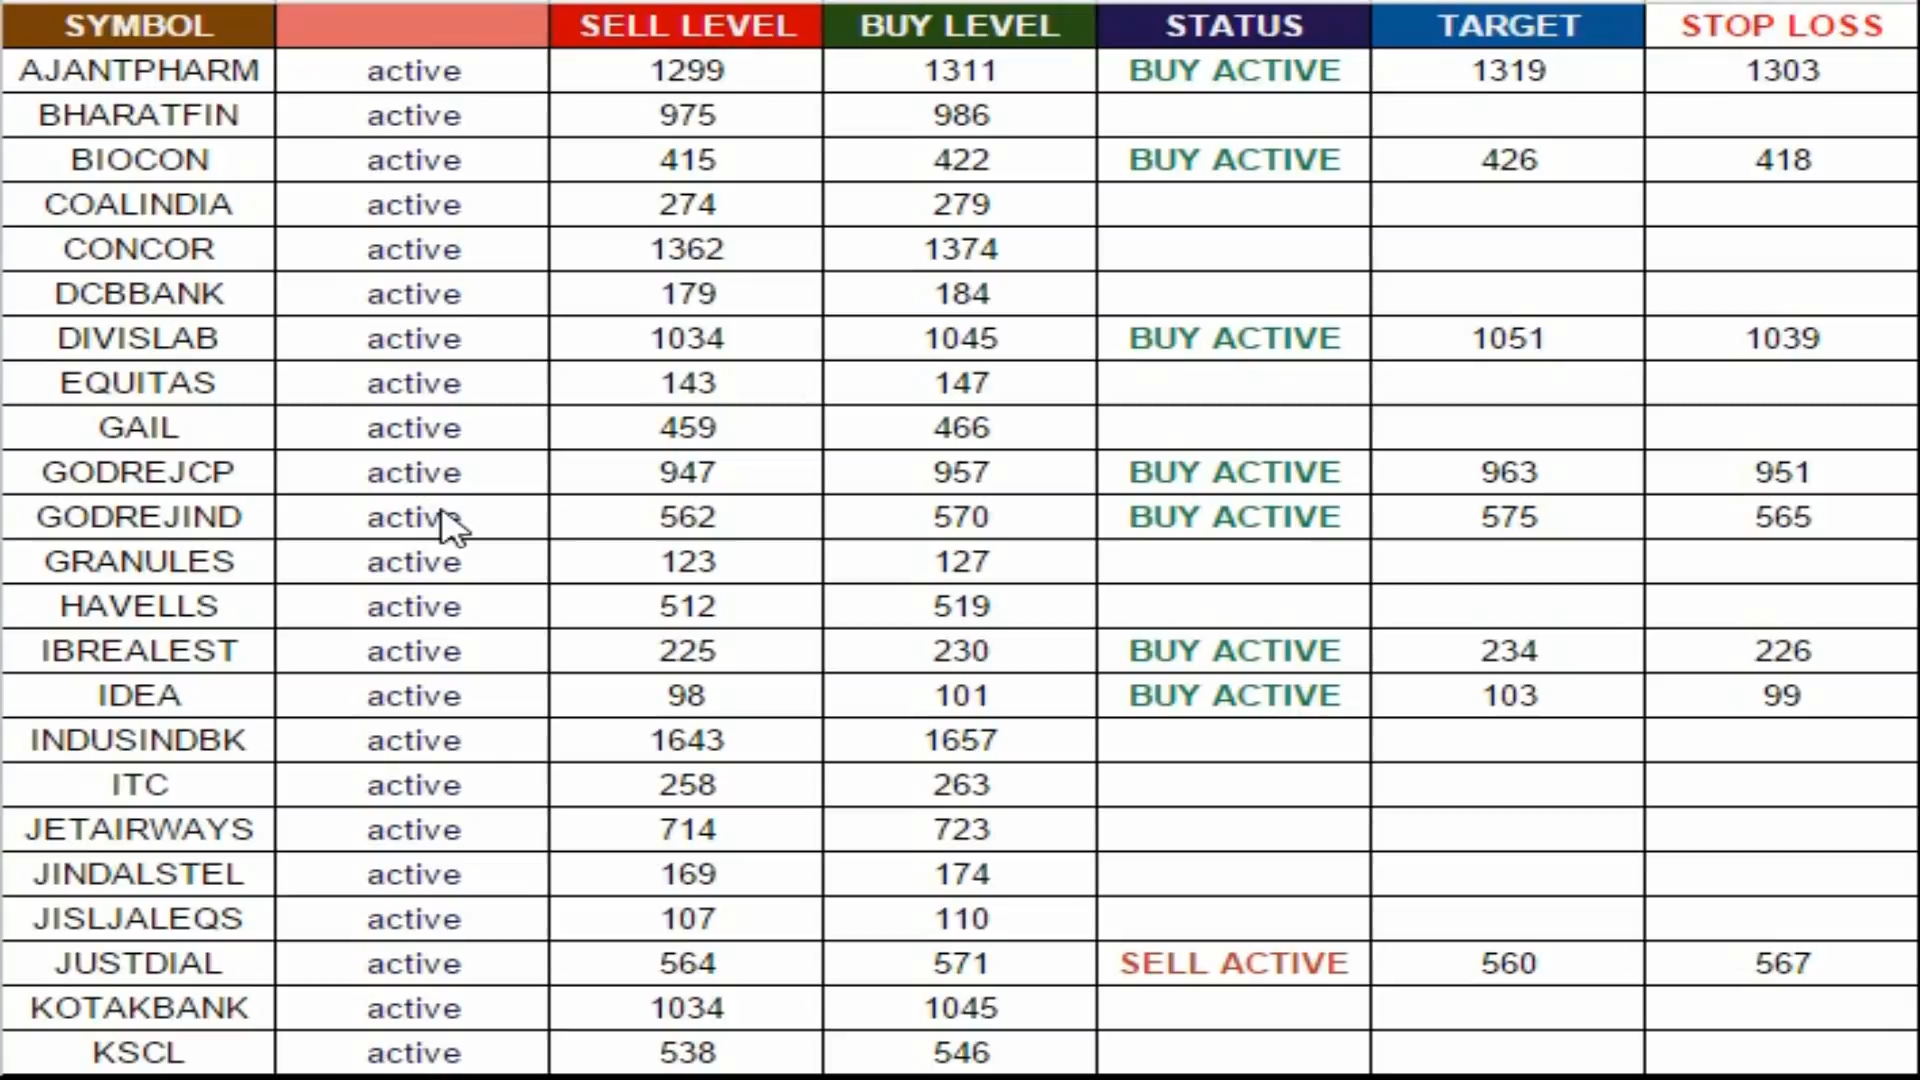 SYMBOL SELL LEVEL BUY LEVEL STATUS TARGET STOP LOSS
AJANTPHARM active 1299 1311 BUY ACTIVE 1319 1303
BHARATFIN active 975 986
BIOCON active 415 422 BUY ACTIVE 426 418
COALINDIA active 274 279
CONCOR active 1362 1374
DCBBANK active 179 184
DIVISLAB active 1034 1045 BUY ACTIVE 1051 1039
EQUITAS active 143 147
GAIL active 459 466
GODREJCP active 947 957 BUY ACTIVE 963 951
GODREJIND active 562 570 BUY ACTIVE 575 565
GRANULES active 123 127
HAVELLS active 512 519
IBREALEST active 225 230 BUY ACTIVE 234 226
IDEA active 98 101 BUY ACTIVE 103 99
INDUSINDBK active 1643 1657
ITC active 258 263
JETAIRWAYS active 714 723
JINDALSTEL active 169 174
JISLJALEQS active 107 110
JUSTDIAL active 564 571 SELL ACTIVE 560 567
KOTAKBANK active 1034 1045
KSCL active 538 546